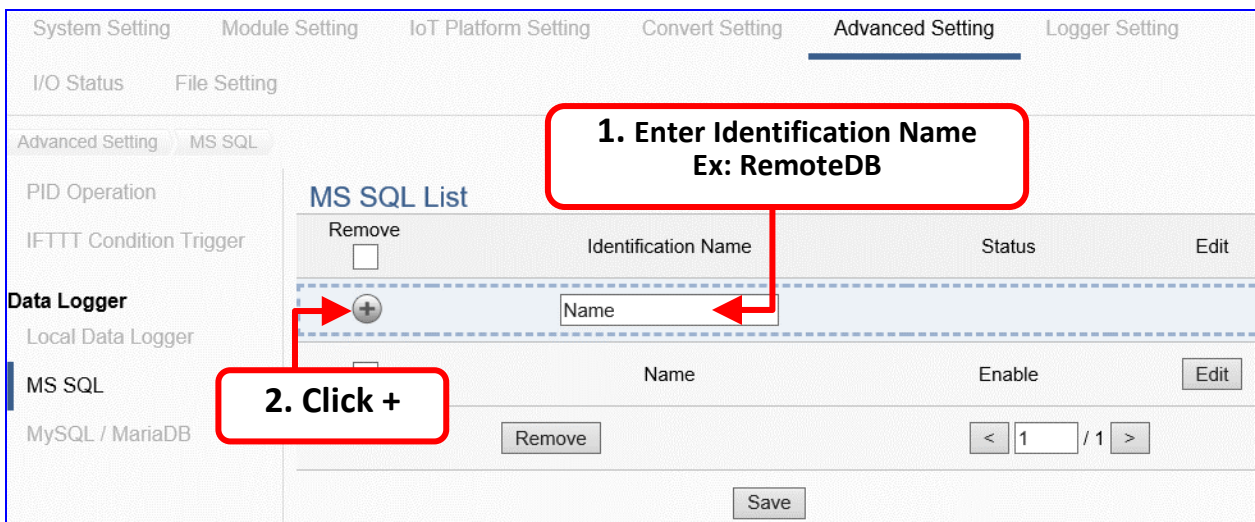 System Setting Module Setting IoT Platform Setting Convert Setting Advanced Setting Logger Setting
I/O Status File Setting
Advanced Setting MS SQL
1. Enter Identification Name
Ex: RemoteDB
PID Operation
IFTTT Condition Trigger
Data Logger
Local Data Logger
MS SQL
MySQL / MariaDB
MS SQL List
Remove Identification Name Status Edit
Name
2. Click +
Name Enable Edit
Remove < 1 / 1 >
Save